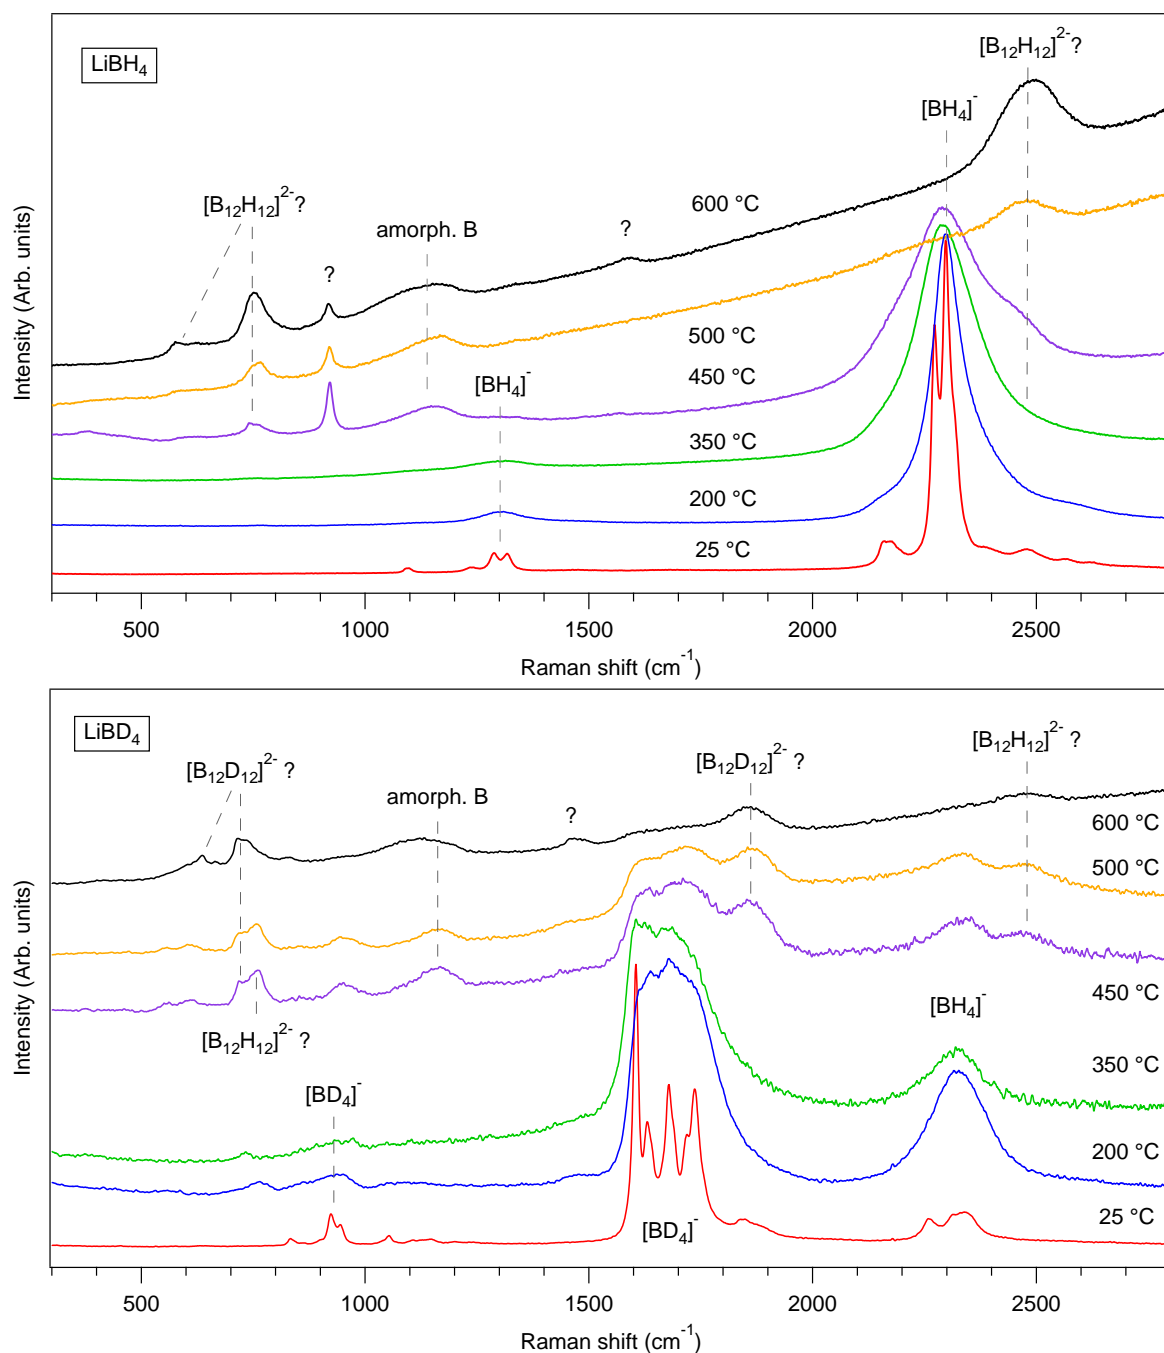 LiBH4
[B12H12]2-?
[BH4]-
[B12H12]2-?
600 °C
amorph. B
?
?
500 °C
450 °C
[BH4]-
350 °C
200 °C
25 °C
Intensity (Arb. units)
500 1000 1500 2000 2500
Raman shift (cm-1)
LiBD4
[B12D12]2- ?
[B12D12]2- ?
[B12H12]2- ?
amorph. B
?
600 °C
500 °C
450 °C
[B12H12]2- ?
[BH4]-
350 °C
[BD4]-
200 °C
25 °C
[BD4]-
Intensity (Arb. units)
500 1000 1500 2000 2500
Raman shift (cm-1)